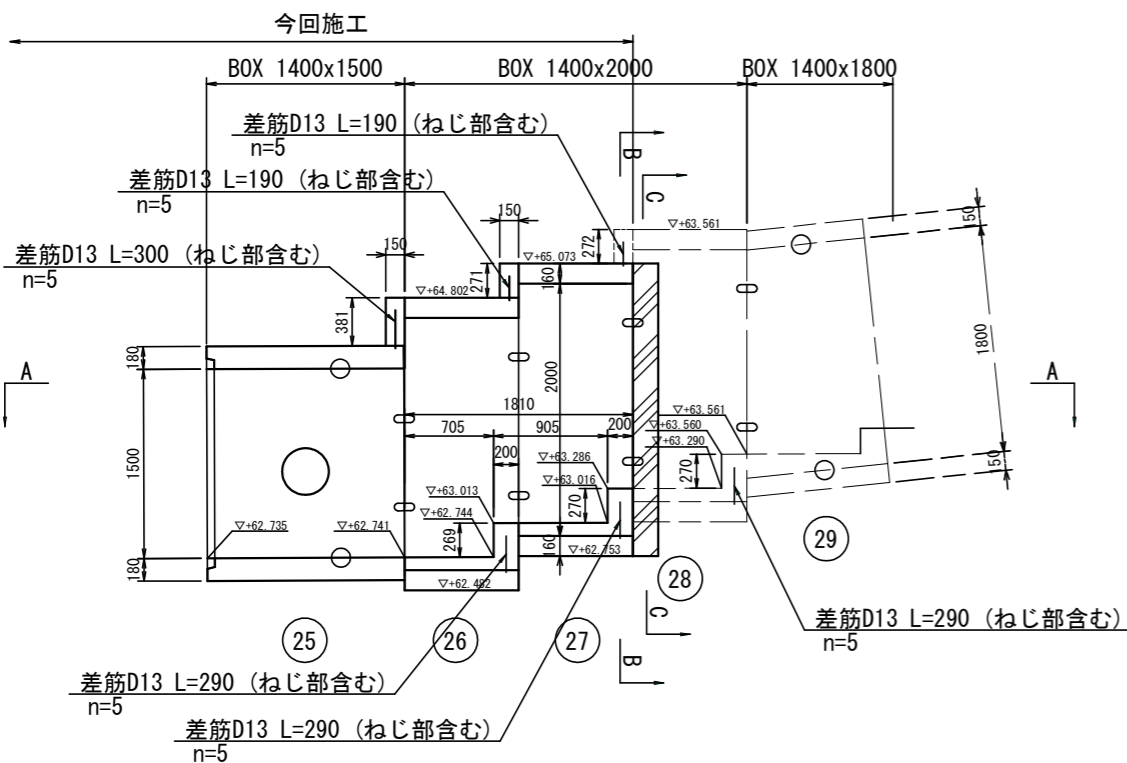 今回施工
BOX 1400x1500
BOX 1400x2000
BOX 1400x1800
差筋D13 L=190 (ねじ部含む)
n=5
差筋D13 L=190 (ねじ部含む)
n=5
差筋D13 L=300 (ねじ部含む)
n=5
B
C
150
150
272
271
381
160
▽+63.561
▽+65.073
▽+64.802
150
1800
150
180
1500
180
A
A
2000
1810
705
905
200
200
▽+63.561
▽+63.560
▽+63.290
270
▽+63.286
▽+63.016
270
▽+63.013
▽+62.744
269
160
▽+62.735
▽+62.741
▽+62.753
▽+62.482
25
26
27
28
29
C
B
差筋D13 L=290 (ねじ部含む)
n=5
差筋D13 L=290 (ねじ部含む)
n=5
差筋D13 L=290 (ねじ部含む)
n=5